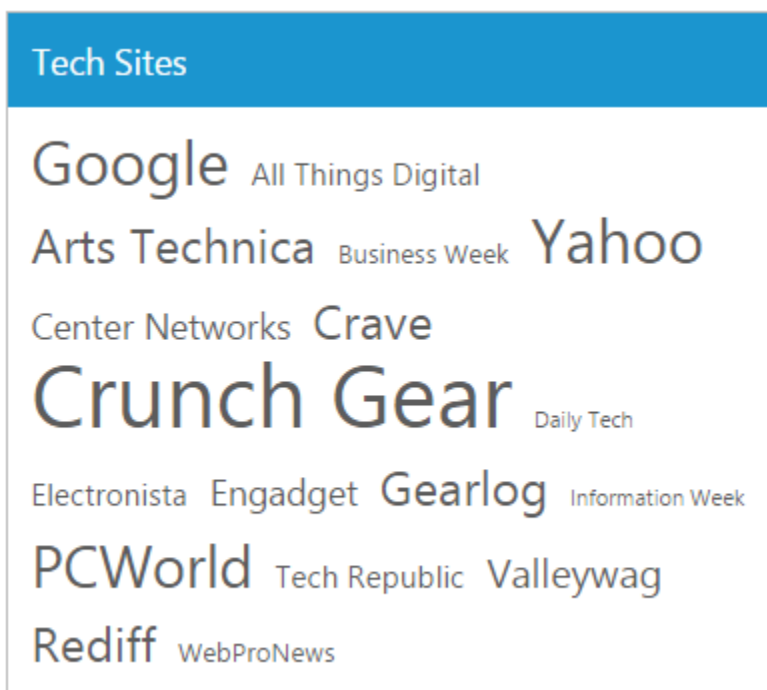 Tech Sites
Google All Things Digital
Arts Technica Business Week Yahoo
Center Networks Crave
Crunch Gear Daily Tech
Electronista Engadget Gearlog Information Week
PCWorld Tech Republic Valleywag
Rediff WebProNews